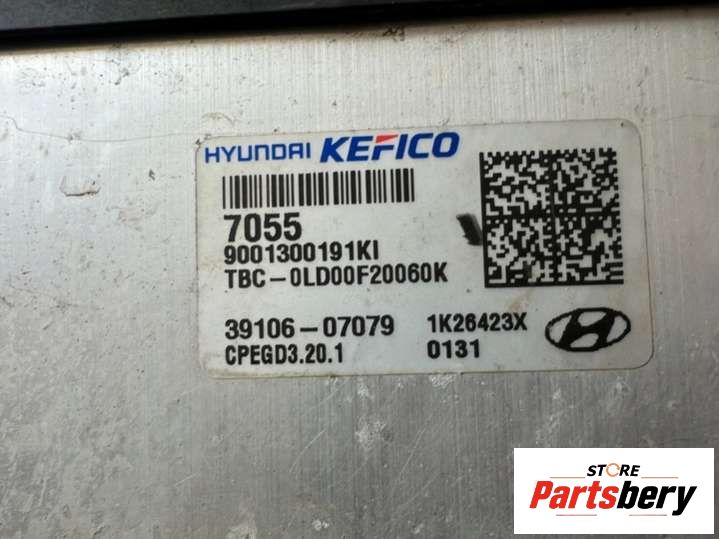 HYUNDAI KEFICO
7055
9001300191KI
TBC-0LD00F20060K
39106-07079 1K26423X
CPEGD3.20.1 0131
STORE
Partsbery